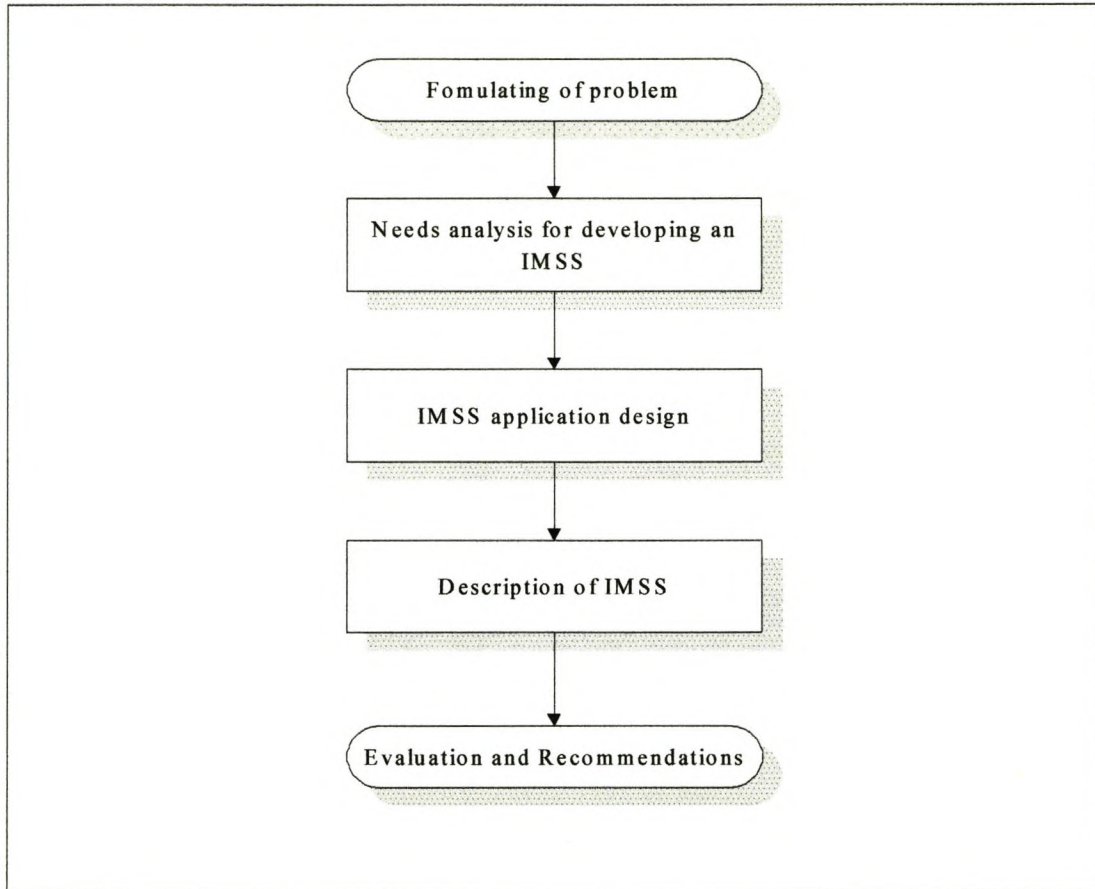 Fomulating of problem
Needs analysis for developing an
IMSS
IMSS application design
Description of IMSS
Evaluation and Recommendations